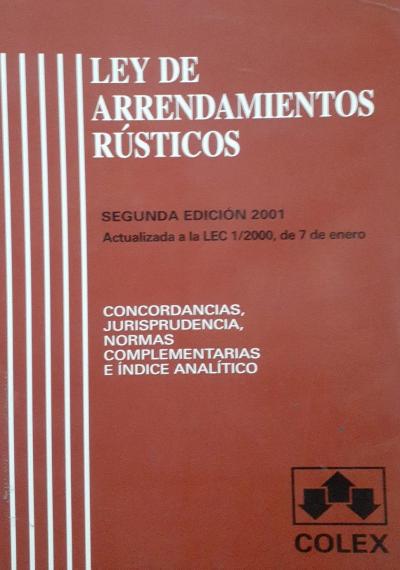 LEY DE
ARRENDAMIENTOS
RÚSTICOS
SEGUNDA EDICIÓN 2001
Actualizada a la LEC 1/2000, de 7 de enero
CONCORDANCIAS,
JURISPRUDENCIA,
NORMAS
COMPLEMENTARIAS
E ÍNDICE ANALÍTICO
COLEX